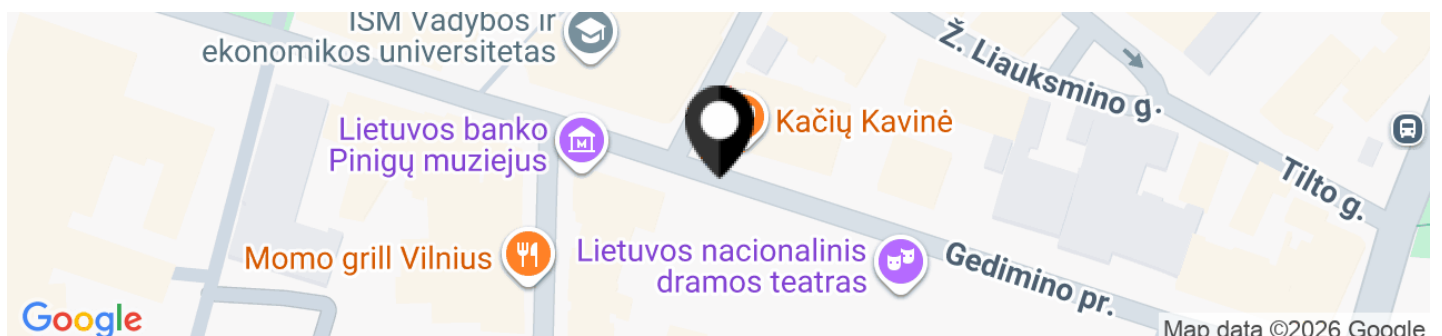 ISM Vadybos ir
ekonomikos universitetas
Ž. Liauksmino g.
Kačių Kavinė
Lietuvos banko
Pinigų muziejus
M
Tilto g.
Momo grill Vilnius
Lietuvos nacionalinis
dramos teatras
Gedimino pr.
Google
Map data ©2026 Google